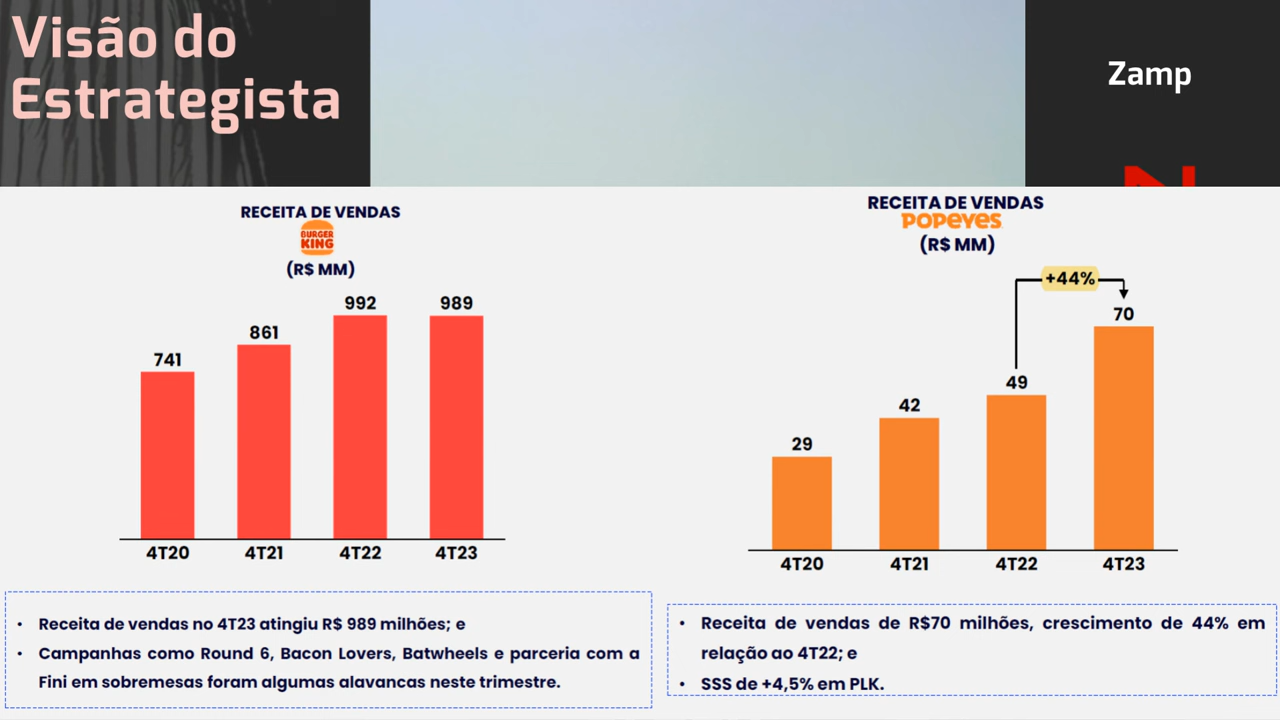 Visão do
Estrategista
Zamp
RECEITA DE VENDAS
BURGER
KING
(R$ MM)
741
861
992
989
4T20
4T21
4T22
4T23
• Receita de vendas no 4T23 atingiu R$ 989 milhões; e
• Campanhas como Round 6, Bacon Lovers, Batwheels e parceria com a
Fini em sobremesas foram algumas alavancas neste trimestre.
RECEITA DE VENDAS
POPEYES
(R$ MM)
+44%
29
42
49
70
4T20
4T21
4T22
4T23
• Receita de vendas de R$70 milhões, crescimento de 44% em
relação ao 4T22; e
• SSS de +4,5% em PLK.